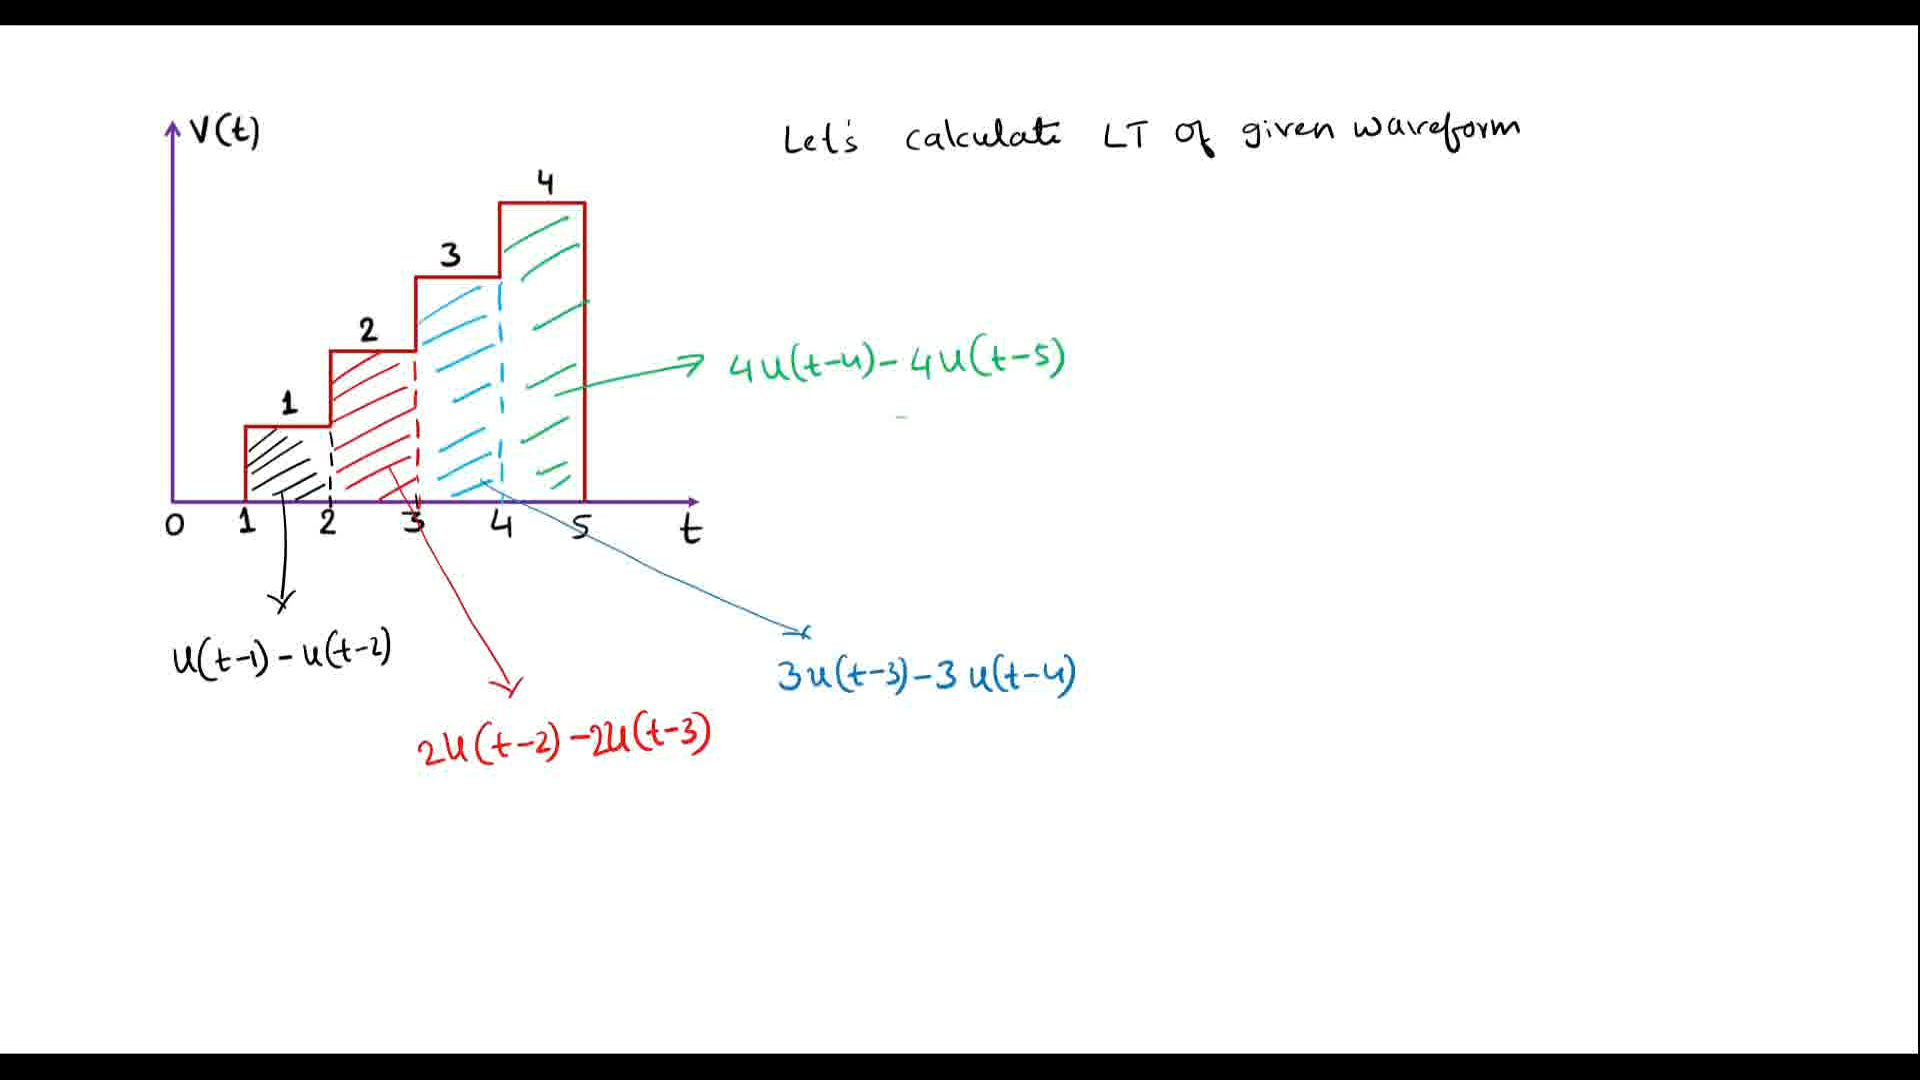 V(t)
Let's calculate LT of given waveform
4
3
2
1
4u(t-4)-4u(t-5)
0 1 2 3 4 5 t
u(t-1)-u(t-2)
3u(t-3)-3u(t-4)
2u(t-2)-2u(t-3)